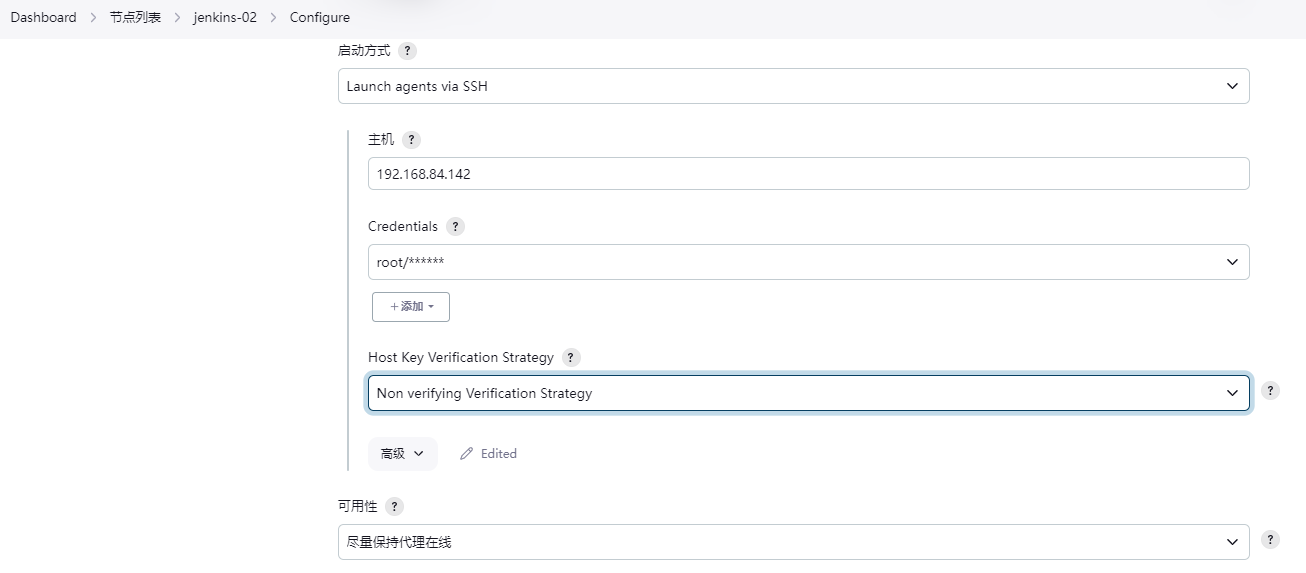 Dashboard > 节点列表 > jenkins-02 > Configure
启动方式 ?
Launch agents via SSH
主机 ?
192.168.84.142
Credentials ?
root/******
+添加
Host Key Verification Strategy ?
Non verifying Verification Strategy
?
高级 Edited
可用性 ?
尽量保持代理在线
?